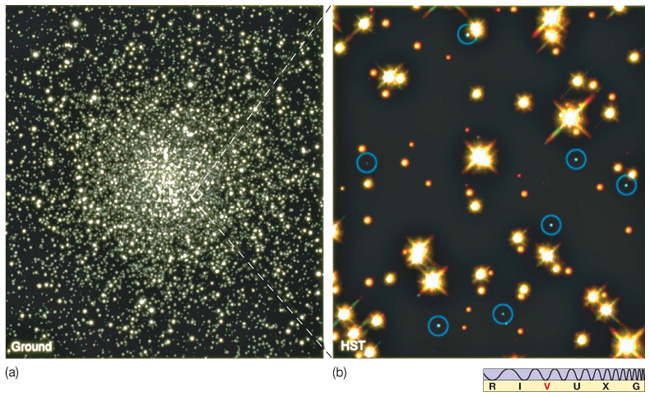 Ground
HST
(a)
(b)
R I V U X G